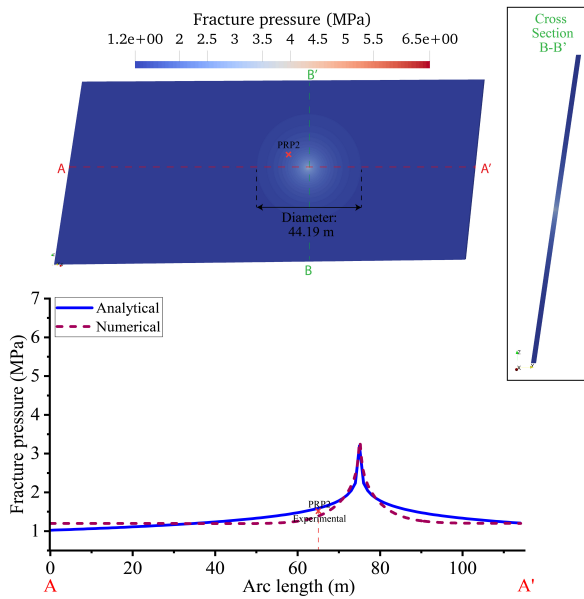 Fracture pressure (MPa)
1.2e+00 2 2.5 3 3.5 4 4.5 5 5.5 6.5e+00
B'
PRP2
A
A'
Diameter:
44.19 m
B
Cross
Section
B-B'
Z
X
Y
Fracture pressure (MPa)
7
6
5
4
3
2
1
Analytical
Numerical
PRP2
Experimental
0 20 40 60 80 100
A
Arc length (m)
A'